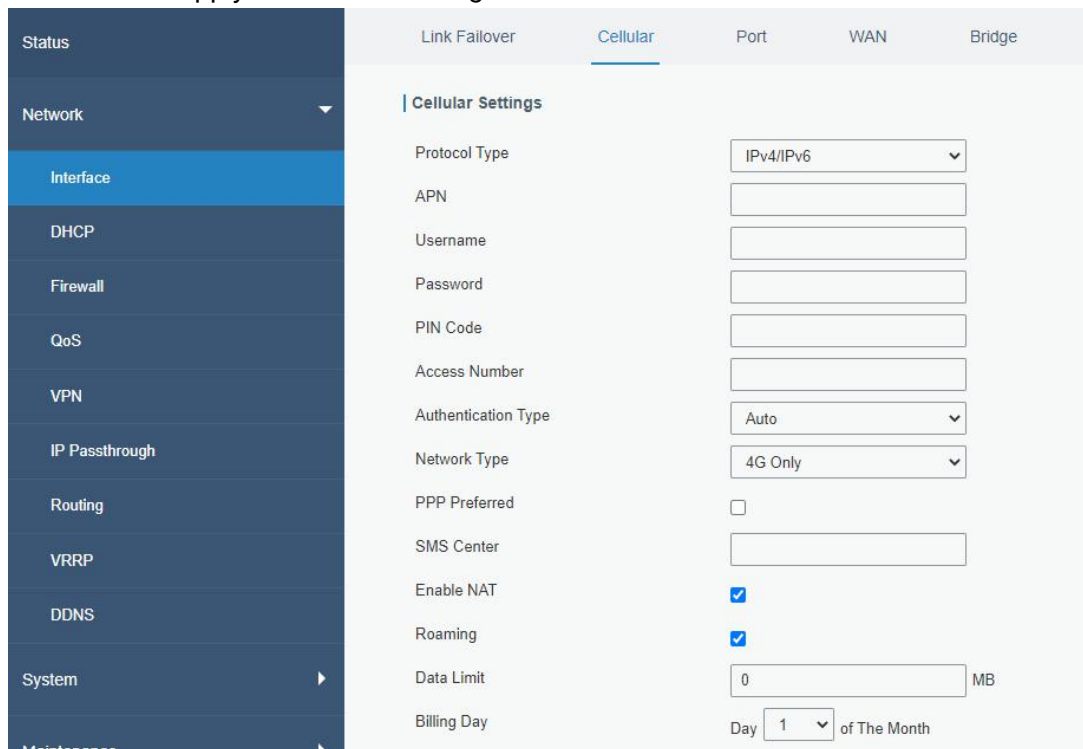 Status
Network
Interface
DHCP
Firewall
QoS
VPN
IP Passthrough
Routing
VRRP
DDNS
System
Link Failover Cellular Port WAN Bridge
Cellular Settings
Protocol Type IPv4/IPv6
APN
Username
Password
PIN Code
Access Number
Authentication Type Auto
Network Type 4G Only
PPP Preferred
SMS Center
Enable NAT
Roaming
Data Limit 0 MB
Billing Day Day 1 of The Month